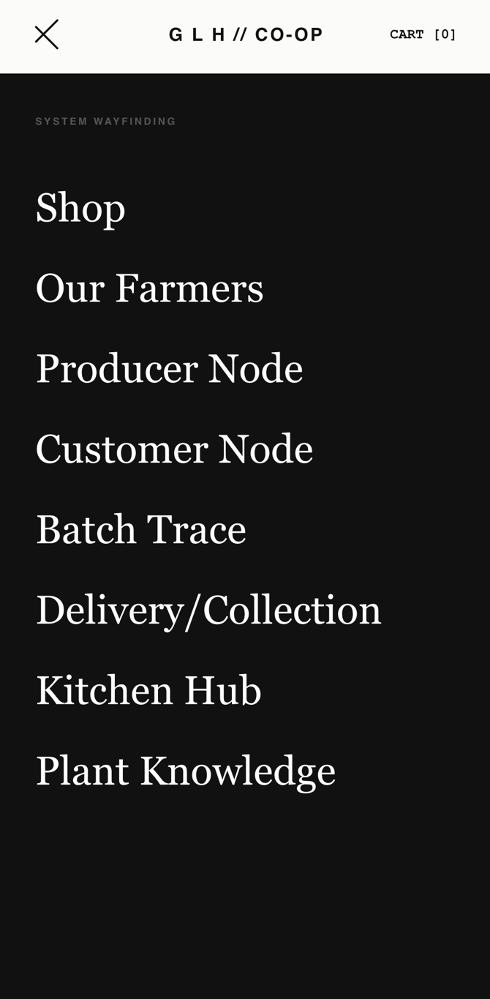 G L H // CO-OP
CART [0]
SYSTEM WAYFINDING
Shop
Our Farmers
Producer Node
Customer Node
Batch Trace
Delivery/Collection
Kitchen Hub
Plant Knowledge